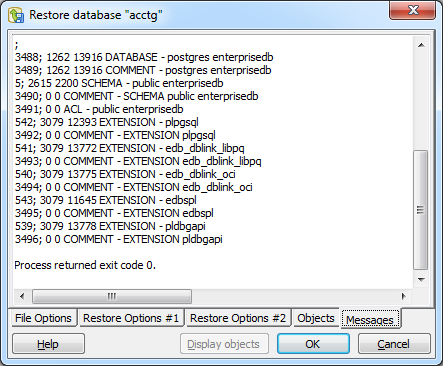 Restore database "acctg"
;
3488; 1262 13916 DATABASE - postgres enterprisedb
3489; 1262 13916 COMMENT - postgres enterprisedb
5; 2615 2200 SCHEMA - public enterprisedb
3490; 0 0 COMMENT - SCHEMA public enterprisedb
3491; 0 0 ACL - public enterprisedb
542; 3079 12393 EXTENSION - plpgsql
3492; 0 0 COMMENT - EXTENSION plpgsql
541; 3079 13772 EXTENSION - edb_dblink_libpq
3493; 0 0 COMMENT - EXTENSION edb_dblink_libpq
540; 3079 13775 EXTENSION - edb_dblink_oci
3494; 0 0 COMMENT - EXTENSION edb_dblink_oci
543; 3079 11645 EXTENSION - edbspl
3495; 0 0 COMMENT - EXTENSION edbspl
539; 3079 13778 EXTENSION - pldbgapi
3496; 0 0 COMMENT - EXTENSION pldbgapi
Process returned exit code 0.
File Options Restore Options #1 Restore Options #2 Objects Messages
Help Display objects OK Cancel